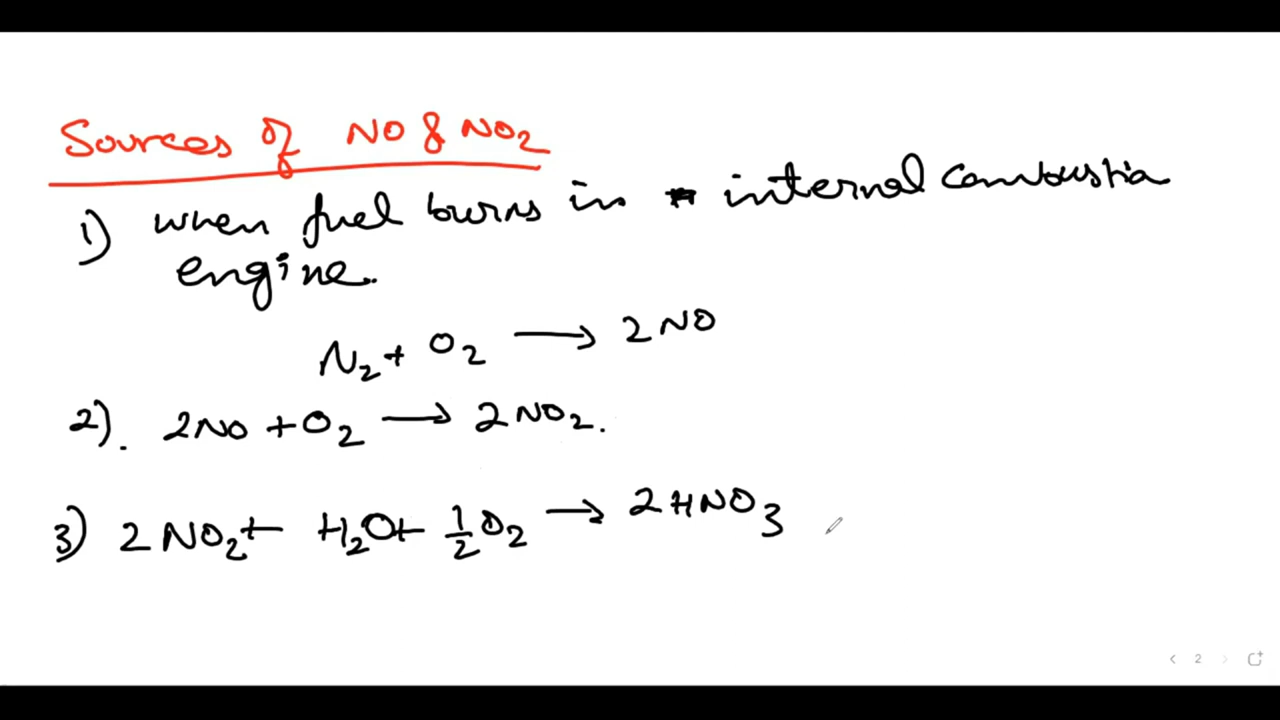 Sources of NO & NO₂
1) when fuel burns in internal combustion
engine.
N₂ + O₂ → 2NO
2). 2NO + O₂ → 2NO₂.
3) 2NO₂ + H₂O + ½O₂ → 2HNO₃
2